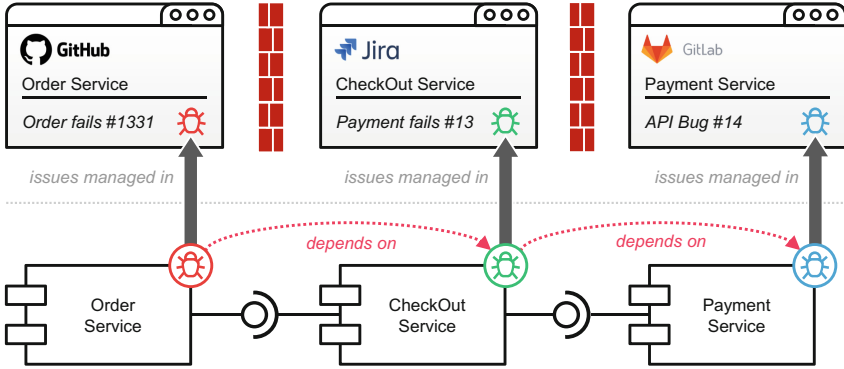 GitHub
Order Service
Order fails #1331
Jira
CheckOut Service
Payment fails #13
GitLab
Payment Service
API Bug #14
issues managed in
issues managed in
issues managed in
depends on
depends on
Order
Service
CheckOut
Service
Payment
Service